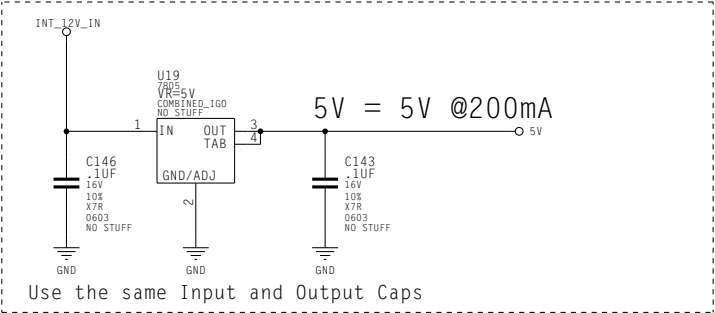 INT_12V_IN
U19
7805
VR=5V
COMBINED_IGO
NO STUFF
5V = 5V @200mA
1
IN
OUT
3
TAB
4
5V
GND/ADJ
2
C146
.1UF
16V
10%
X7R
0603
NO STUFF
C143
.1UF
16V
10%
X7R
0603
NO STUFF
GND
GND
GND
Use the same Input and Output Caps